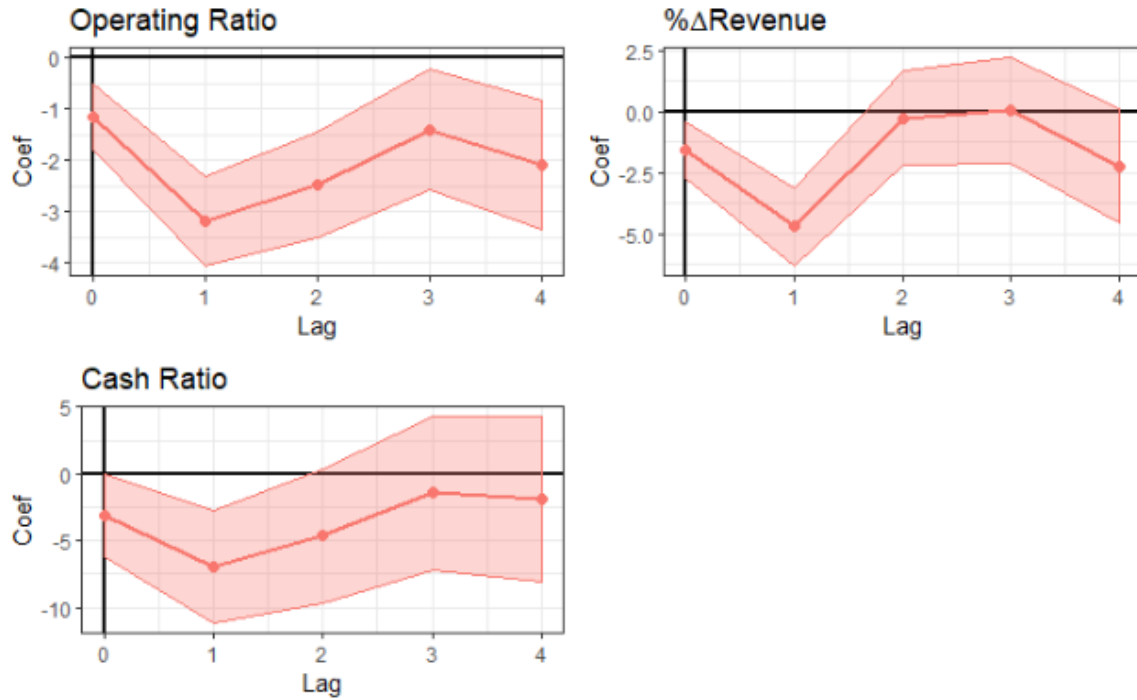 Operating Ratio
0
-1
-2
-3
-4
Coef
0 1 2 3 4
Lag
%ΔRevenue
2.5
0.0
-2.5
-5.0
Coef
0 1 2 3 4
Lag
Cash Ratio
5
0
-5
-10
Coef
0 1 2 3 4
Lag